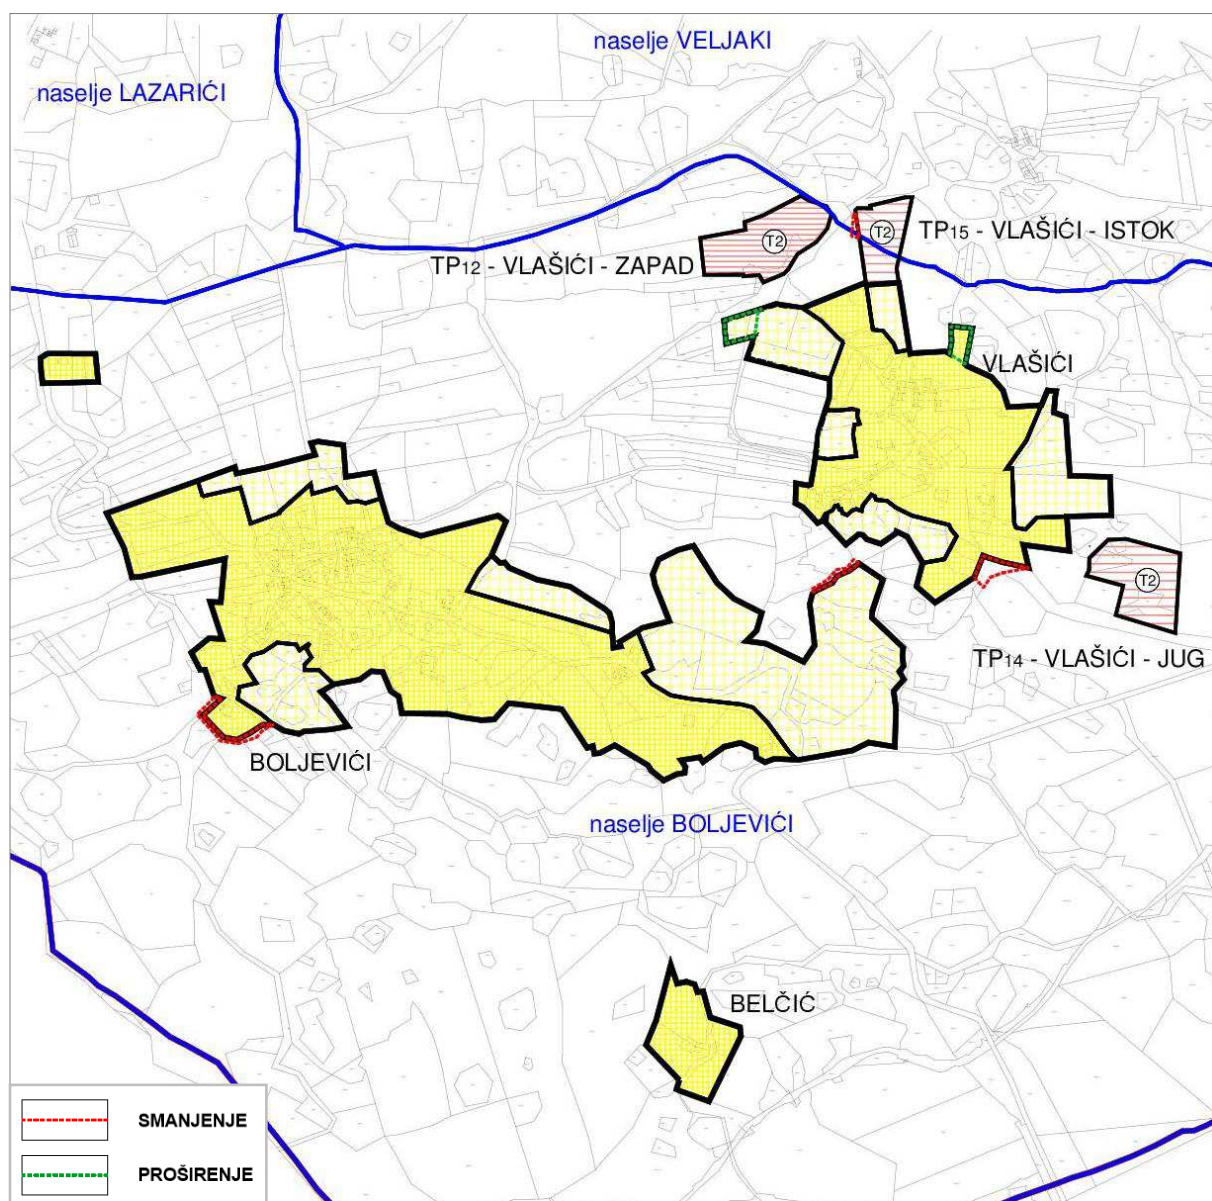 naselje VELJAKI
naselje LAZARIĆI
TP15 - VLAŠIĆI - ISTOK
T2
T2
TP12 - VLAŠIĆI - ZAPAD
VLAŠIĆI
T2
TP14 - VLAŠIĆI - JUG
BOLJEVIĆI
naselje BOLJEVIĆI
BELČIĆ
SMANJENJE
PROŠIRENJE